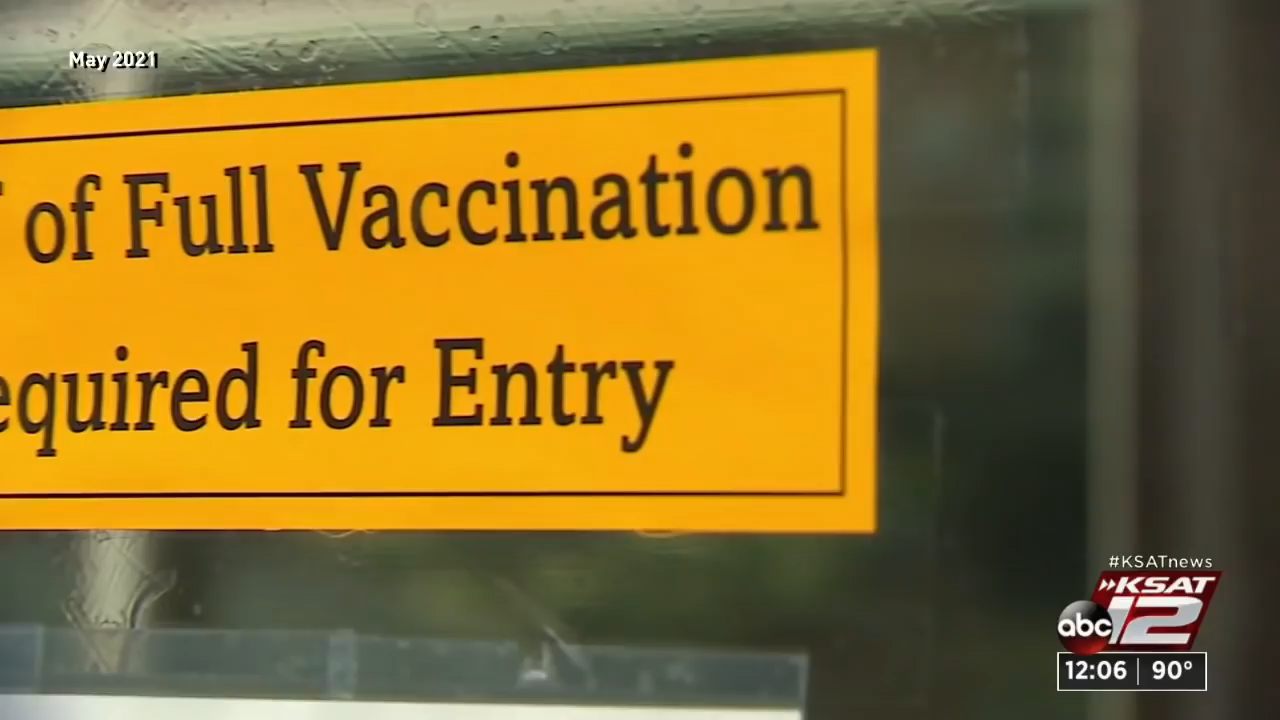 May 2021
of Full Vaccination
equired for Entry
#KSATnews
KSAT
abc 12
12:06 90°